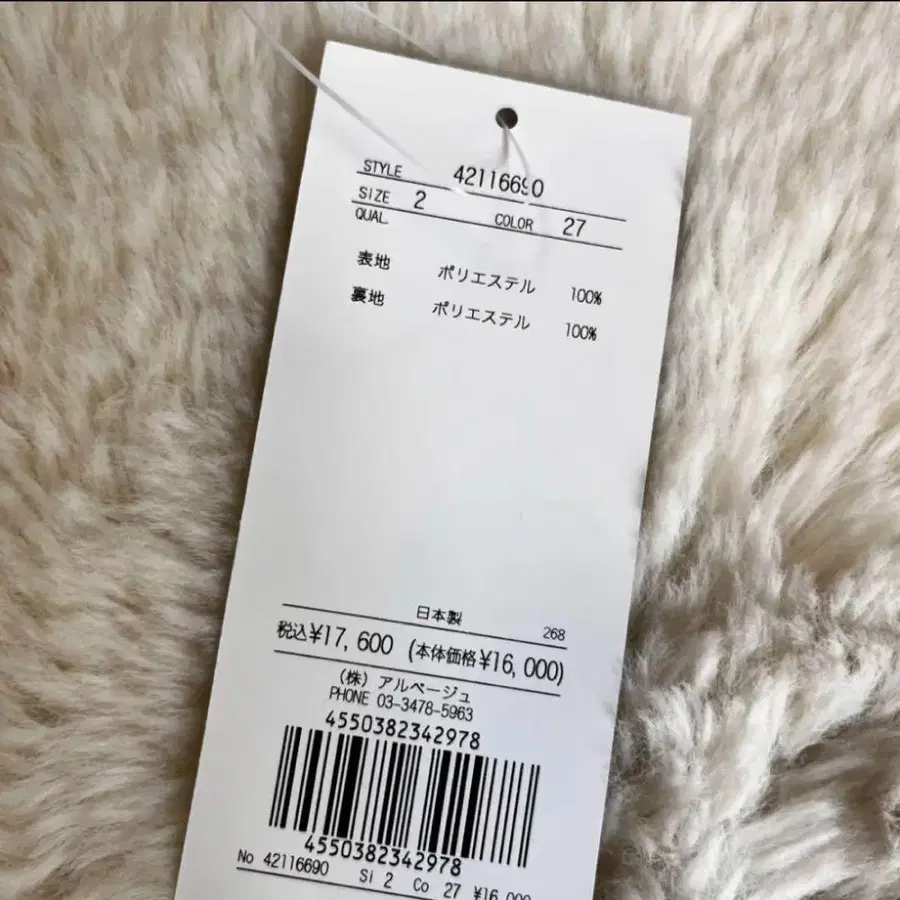 STYLE 42116690
SIZE 2 COLOR 27
QUAL
表地 ポリエステル 100%
裏地 ポリエステル 100%
日本製 268
税込¥17,600 (本体価格¥16,000)
(株) アルページュ
PHONE 03-3478-5963
4550382342978
4550382342978
No 42116690 Si 2 Co 27 ¥16,000